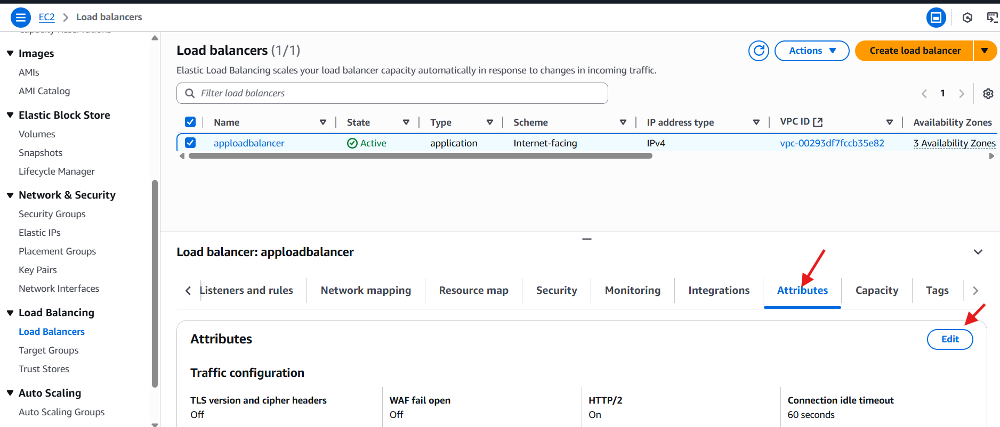 EC2 > Load balancers
Capacity Reservations
Images
AMIs
AMI Catalog
Elastic Block Store
Volumes
Snapshots
Lifecycle Manager
Network & Security
Security Groups
Elastic IPs
Placement Groups
Key Pairs
Network Interfaces
Load Balancing
Load Balancers
Target Groups
Trust Stores
Auto Scaling
Auto Scaling Groups
Load balancers (1/1)
Actions
Create load balancer
Elastic Load Balancing scales your load balancer capacity automatically in response to changes in incoming traffic.
Filter load balancers
1
Name State Type Scheme IP address type VPC ID Availability Zones
apploadbalancer Active application Internet-facing IPv4 vpc-00293df7fccb35e82 3 Availability Zones
Load balancer: apploadbalancer
Listeners and rules Network mapping Resource map Security Monitoring Integrations Attributes Capacity Tags
Attributes
Edit
Traffic configuration
TLS version and cipher headers WAF fail open HTTP/2 Connection idle timeout
Off Off On 60 seconds